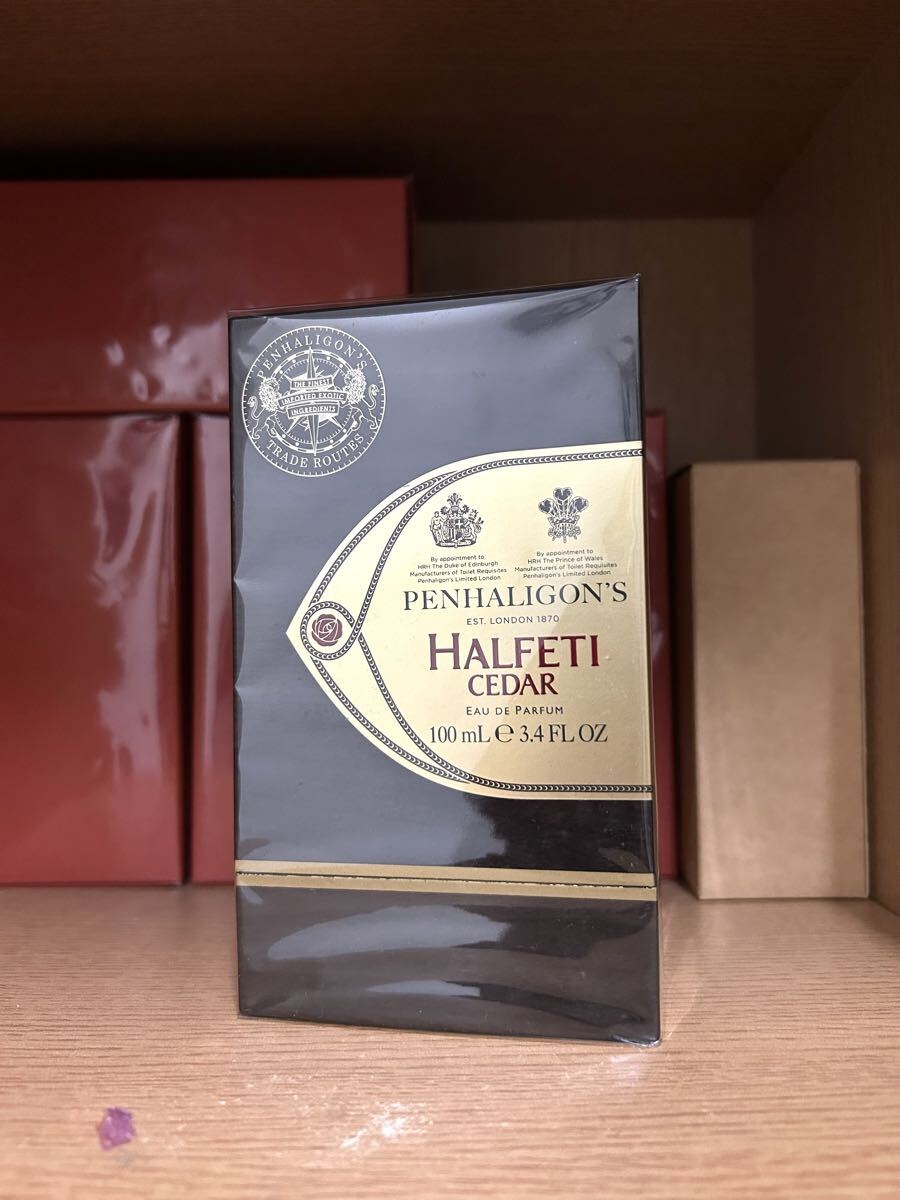 PENHALIGON'S
THE FINEST
IMPORTED EXOTIC
INGREDIENTS
TRADE ROUTES
By appointment to
HRH The Duke of Edinburgh
Manufacturers of Toilet Requisites
Penhaligon's Limited London
By appointment to
HRH The Prince of Wales
Manufacturers of Toilet Requisites
Penhaligon's Limited London
PENHALIGON'S
EST. LONDON 1870
HALFETI
CEDAR
EAU DE PARFUM
100 mL ℮ 3.4 FL OZ